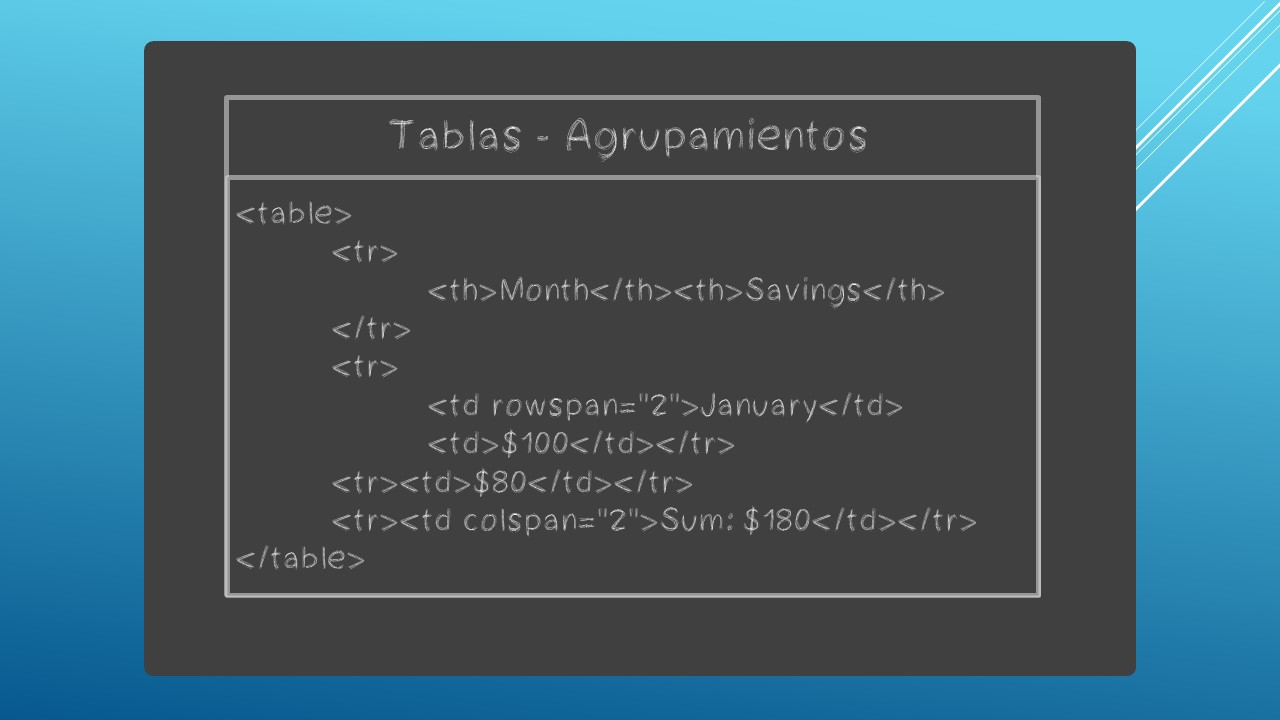 Tablas - Agrupamientos
<table>
<tr>
<th>Month</th><th>Savings</th>
</tr>
<tr>
<td rowspan="2">January</td>
<td>$100</td></tr>
<tr><td>$80</td></tr>
<tr><td colspan="2">Sum: $180</td></tr>
</table>